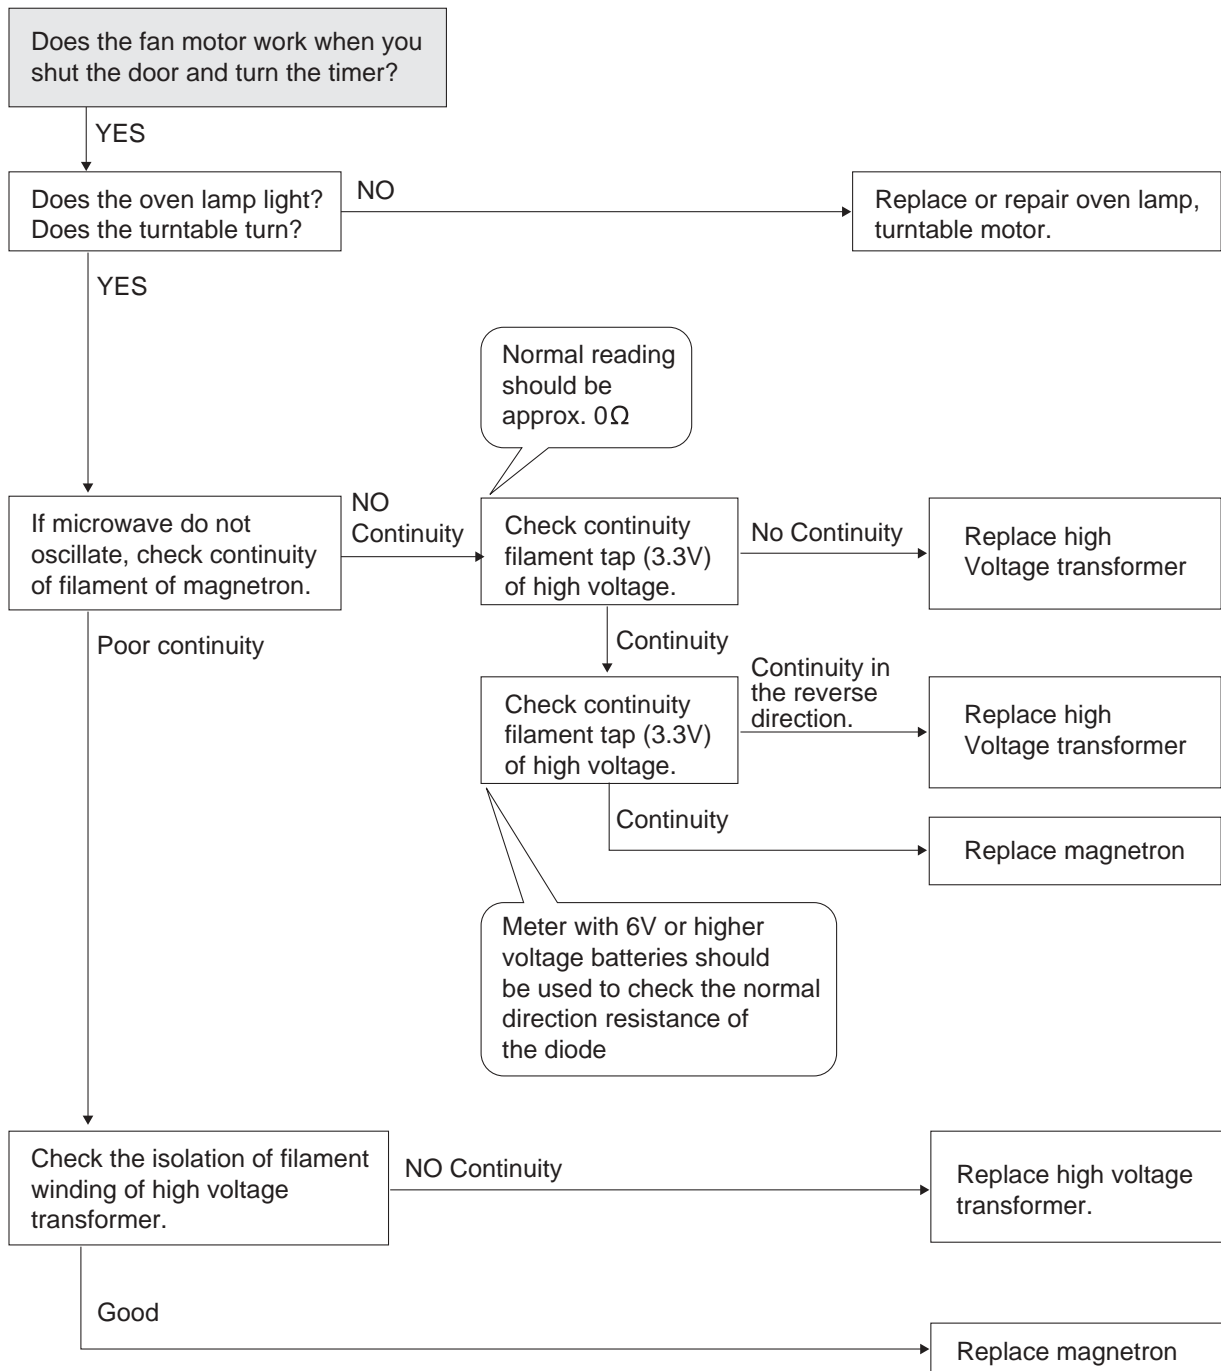 Does the fan motor work when you
shut the door and turn the timer?
YES
Does the oven lamp light?
Does the turntable turn?
NO
Replace or repair oven lamp,
turntable motor.
YES
Normal reading
should be
approx. 0Ω
If microwave do not
oscillate, check continuity
of filament of magnetron.
NO
Continuity
Check continuity
filament tap (3.3V)
of high voltage.
No Continuity
Replace high
Voltage transformer
Poor continuity
Continuity
Check continuity
filament tap (3.3V)
of high voltage.
Continuity in
the reverse
direction.
Replace high
Voltage transformer
Continuity
Replace magnetron
Meter with 6V or higher
voltage batteries should
be used to check the normal
direction resistance of
the diode
Check the isolation of filament
winding of high voltage
transformer.
NO Continuity
Replace high voltage
transformer.
Good
Replace magnetron